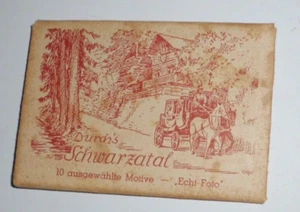 Durch's
Schwarzatal
10 ausgewählte Motive — „Echt-Foto"